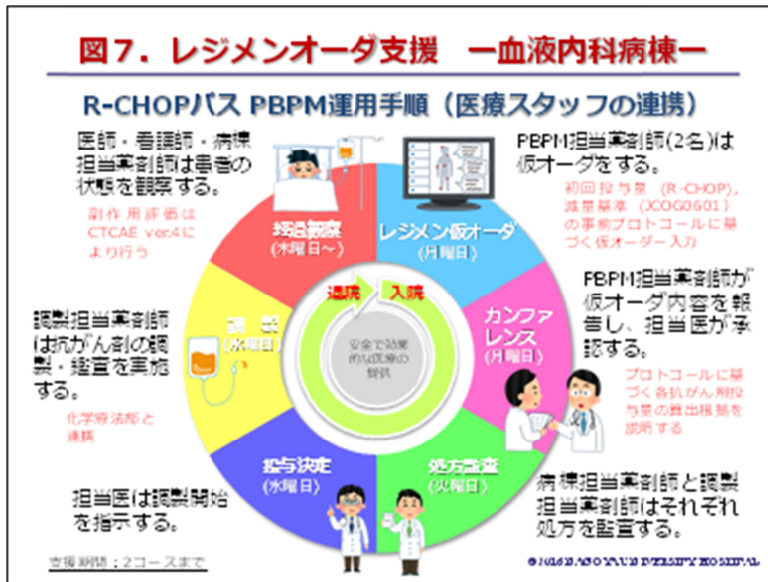 図7. レジメンオーダ支援 ー血液内科病棟ー
R-CHOPパス PBPM運用手順（医療スタッフの連携）
医師・看護師・病棟
担当薬剤師は患者の
状態を観察する。
副作用評価は
CTCAE ver.4に
より行う
PBPM担当薬剤師(2名)は
仮オーダをする。
初回投与量 (R-CHOP),
減量基準 (JCOG0601)
の事前プロトコールに基
づく仮オーダー入力
経過観察
(水曜日～)
レジメン仮オーダ
(月曜日)
退院
入院
安全で効果
的な医療の
提供
調製
(水曜日)
カンファ
レンス
(月曜日)
PBPM担当薬剤師が
仮オーダ内容を報
告し、担当医が承
認する。
プロトコールに基
づく各抗がん剤投
与量の算出根拠を
説明する
調製担当薬剤師
は抗がん剤の調
製・鑑査を実施
する。
化学療法部と
連携
投与決定
(水曜日)
処方監査
(火曜日)
担当医は調製開始
を指示する。
病棟担当薬剤師と調製
担当薬剤師はそれぞれ
処方を監査する。
支援期間：2コースまで
©2016 NAGOYA UNIVERSITY HOSPITAL